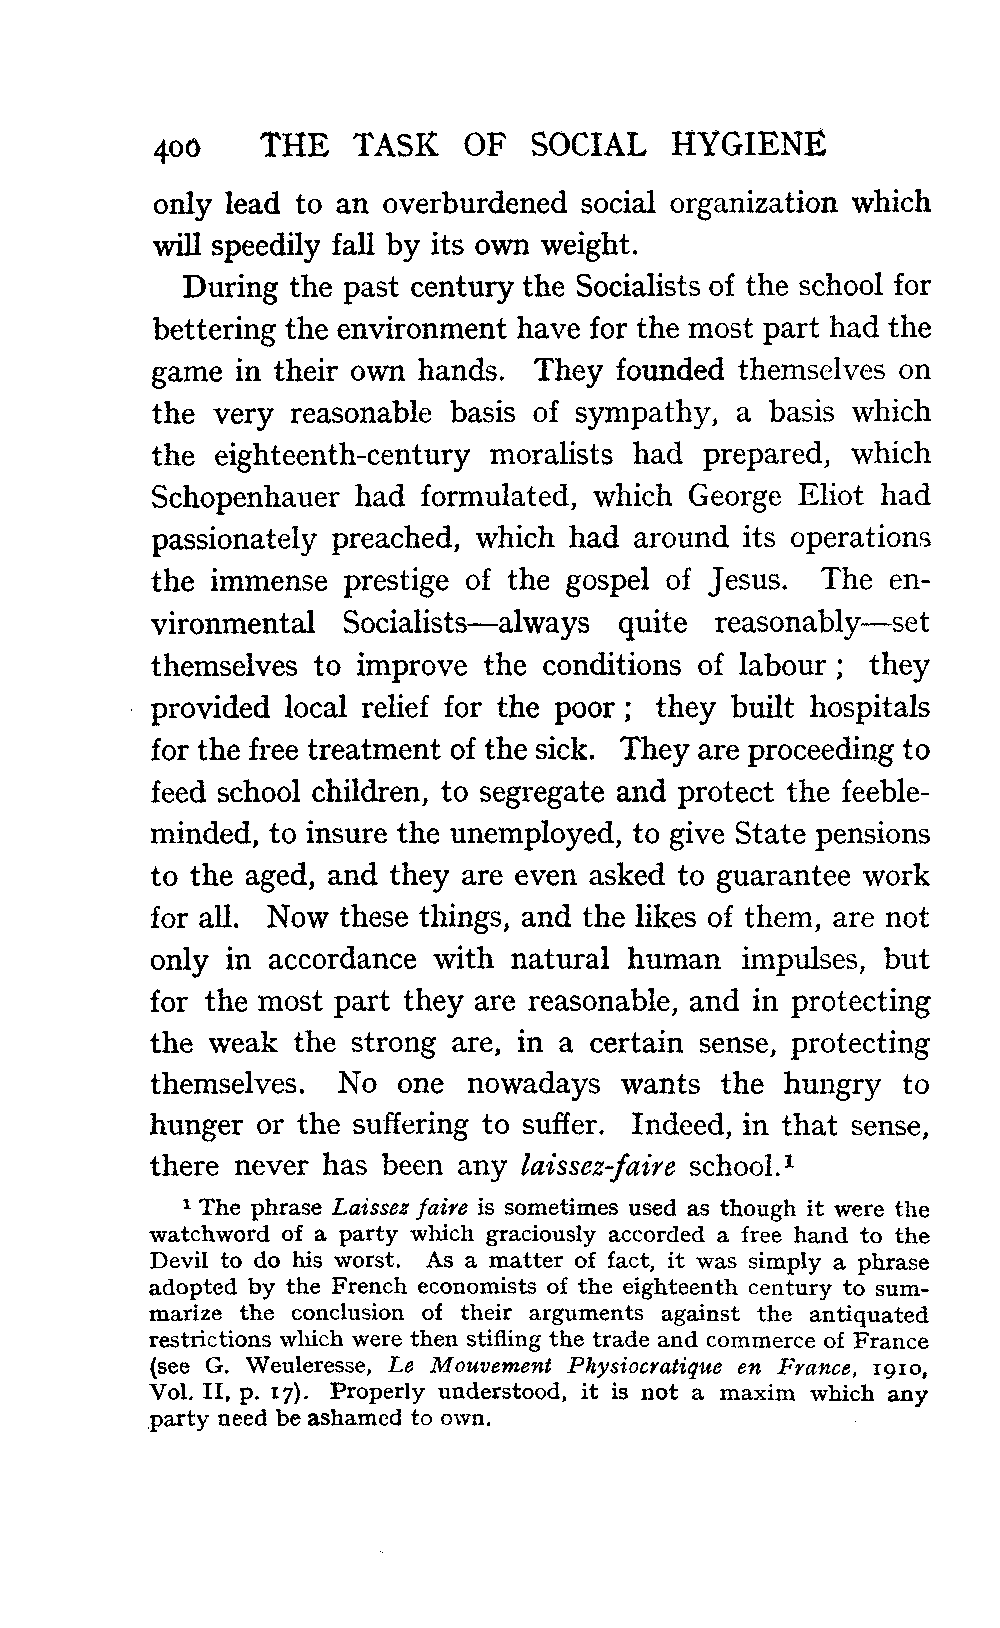 400 THE TASK OF SOCIAL HYGIENE
only lead to an overburdened social organization which
will speedily fall by its own weight.
During the past century the Socialists of the school for
bettering the environment have for the most part had the
game in their own hands. They founded themselves on
the very reasonable basis of sympathy, a basis which
the eighteenth-century moralists had prepared, which
Schopenhauer had formulated, which George Eliot had
passionately preached, which had around its operations
the immense prestige of the gospel of Jesus. The en-
vironmental Socialists—always quite reasonably—set
themselves to improve the conditions of labour ; they
provided local relief for the poor ; they built hospitals
for the free treatment of the sick. They are proceeding to
feed school children, to segregate and protect the feeble-
minded, to insure the unemployed, to give State pensions
to the aged, and they are even asked to guarantee work
for all. Now these things, and the likes of them, are not
only in accordance with natural human impulses, but
for the most part they are reasonable, and in protecting
the weak the strong are, in a certain sense, protecting
themselves. No one nowadays wants the hungry to
hunger or the suffering to suffer. Indeed, in that sense,
there never has been any laissez-faire school.¹
¹ The phrase Laissez faire is sometimes used as though it were the
watchword of a party which graciously accorded a free hand to the
Devil to do his worst. As a matter of fact, it was simply a phrase
adopted by the French economists of the eighteenth century to sum-
marize the conclusion of their arguments against the antiquated
restrictions which were then stifling the trade and commerce of France
(see G. Weuleresse, Le Mouvement Physiocratique en France, 1910,
Vol. II, p. 17). Properly understood, it is not a maxim which any
party need be ashamed to own.